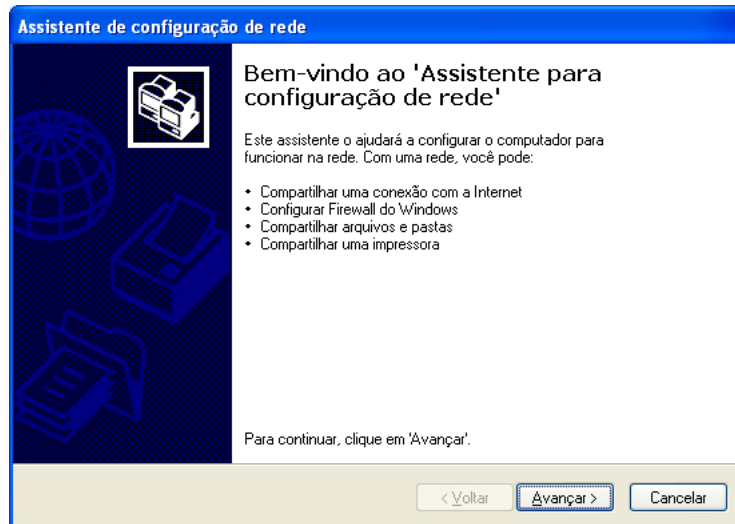 Assistente de configuração de rede
Bem-vindo ao 'Assistente para
configuração de rede'
Este assistente o ajudará a configurar o computador para
funcionar na rede. Com uma rede, você pode:
• Compartilhar uma conexão com a Internet
• Configurar Firewall do Windows
• Compartilhar arquivos e pastas
• Compartilhar uma impressora
Para continuar, clique em 'Avançar'.
< Voltar Avançar > Cancelar